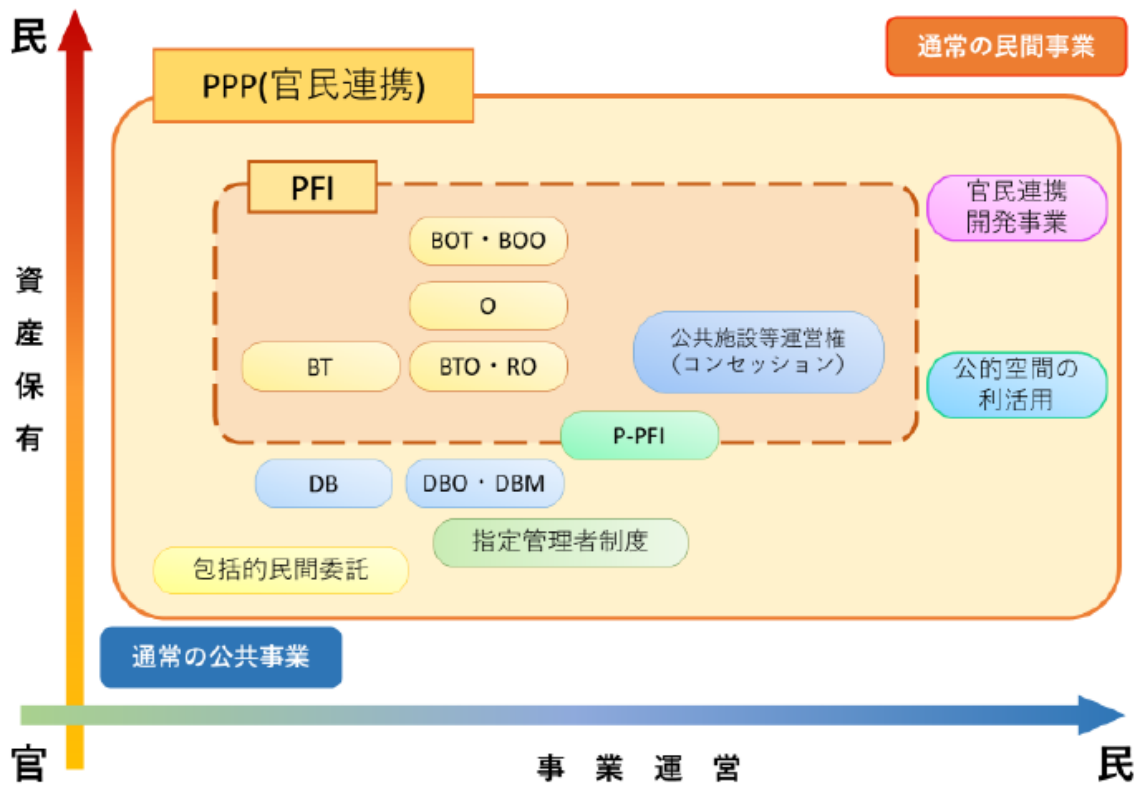 民
通常の民間事業
PPP(官民連携)
PFI
官民連携
開発事業
BOT・BOO
O
公共施設等運営権
(コンセッション)
BT
BTO・RO
公的空間の
利活用
P-PFI
DB
DBO・DBM
指定管理者制度
包括的民間委託
資産保有
通常の公共事業
官
事業運営
民